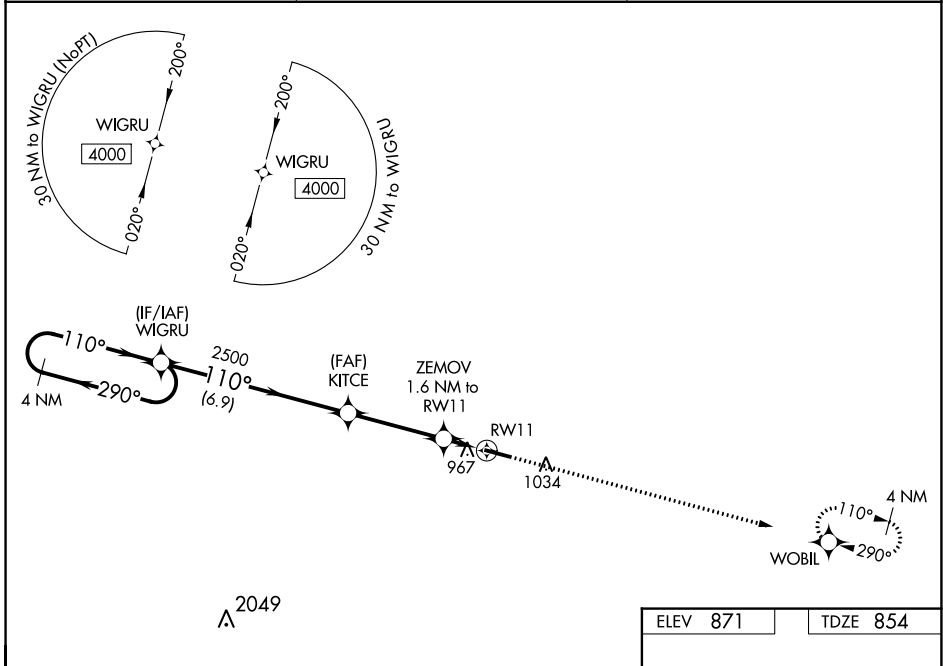 30 NM to WIGRU (NoPT)
200°
WIGRU
4000
020°
200°
WIGRU
4000
020°
30 NM to WIGRU
(IF/IAF)
WIGRU
110°
290°
4 NM
2500
110°
(6.9)
(FAF)
KITCE
ZEMOV
1.6 NM to
RW11
RW11
967
1034
4 NM
110°
290°
WOBIL
2049
ELEV 871
TDZE 854